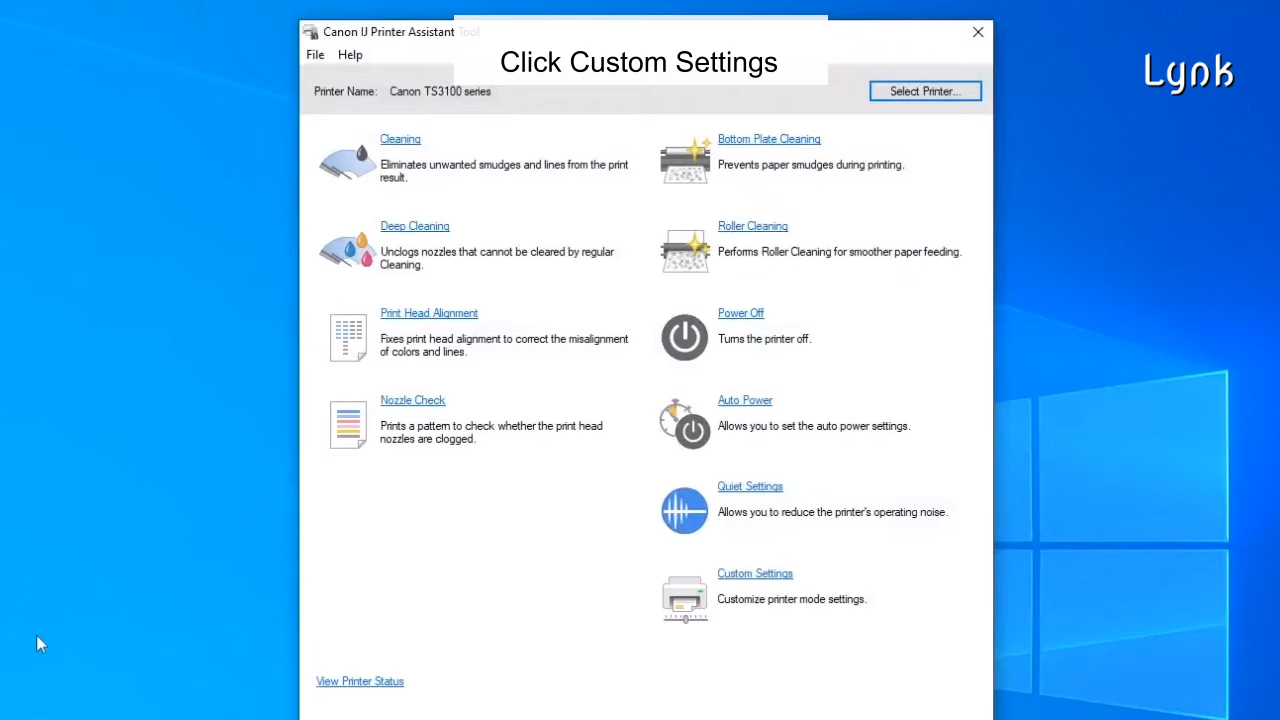 Canon IJ Printer Assistant Tool
Click Custom Settings
Lynk
File Help
Printer Name: Canon TS3100 series
Select Printer...
Cleaning
Eliminates unwanted smudges and lines from the print
result.
Deep Cleaning
Unclogs nozzles that cannot be cleared by regular
Cleaning.
Print Head Alignment
Fixes print head alignment to correct the misalignment
of colors and lines.
Nozzle Check
Prints a pattern to check whether the print head
nozzles are clogged.
Bottom Plate Cleaning
Prevents paper smudges during printing.
Roller Cleaning
Performs Roller Cleaning for smoother paper feeding.
Power Off
Turns the printer off.
Auto Power
Allows you to set the auto power settings.
Quiet Settings
Allows you to reduce the printer's operating noise.
Custom Settings
Customize printer mode settings.
View Printer Status